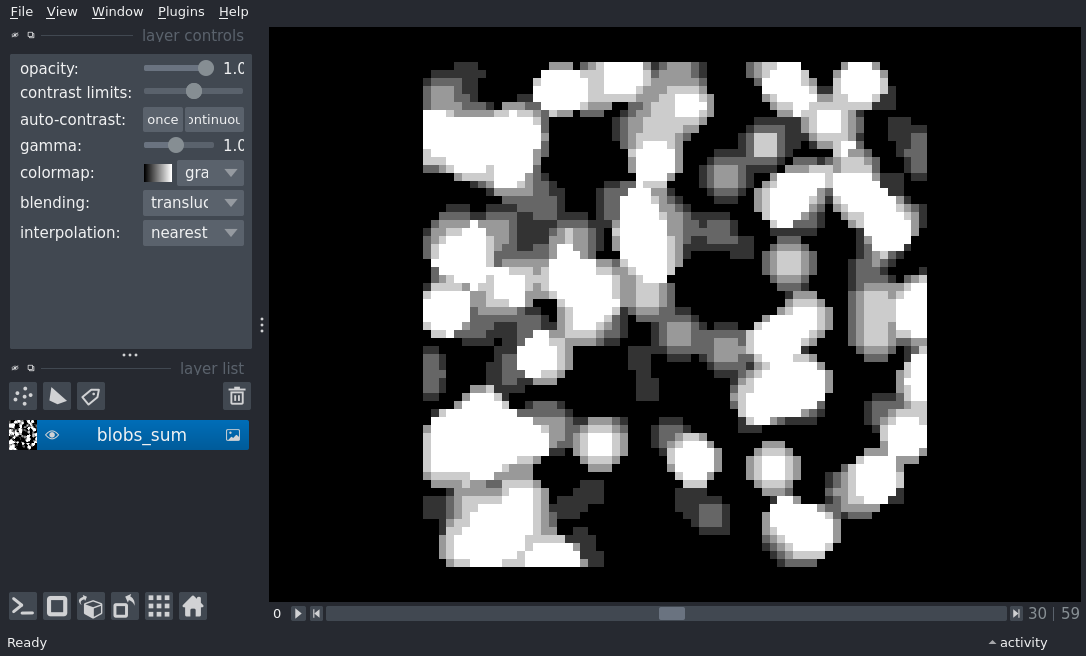 File View Window Plugins Help
layer controls
opacity: 1.0
contrast limits:
auto-contrast: once ontinuou
gamma: 1.0
colormap: gra
blending: transluc
interpolation: nearest
layer list
blobs_sum
0 30 | 59
Ready activity